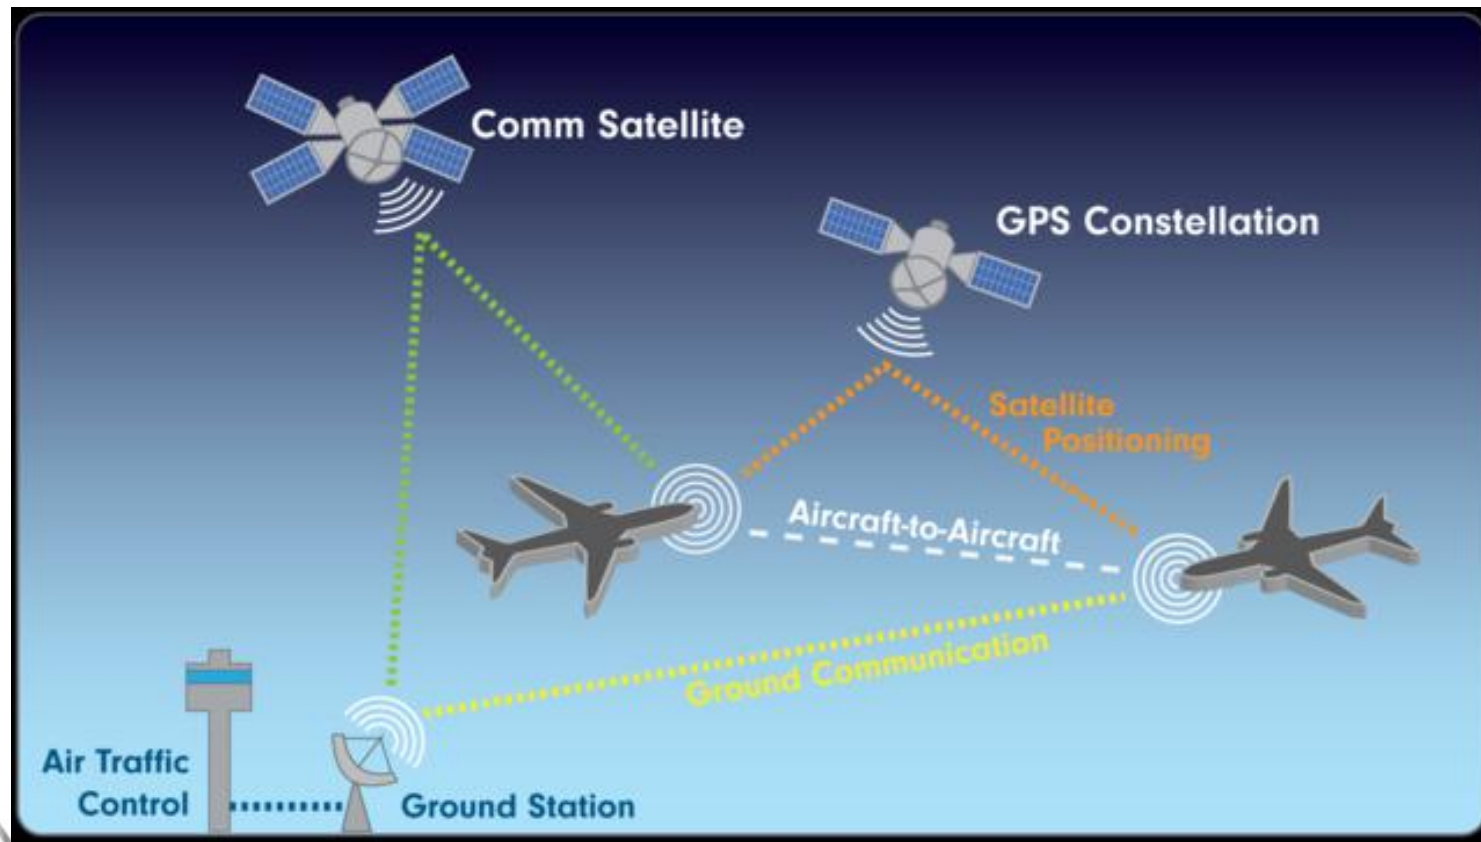 Comm Satellite
GPS Constellation
Satellite
Positioning
Aircraft-to-Aircraft
Ground Communication
Air Traffic
Control
Ground Station